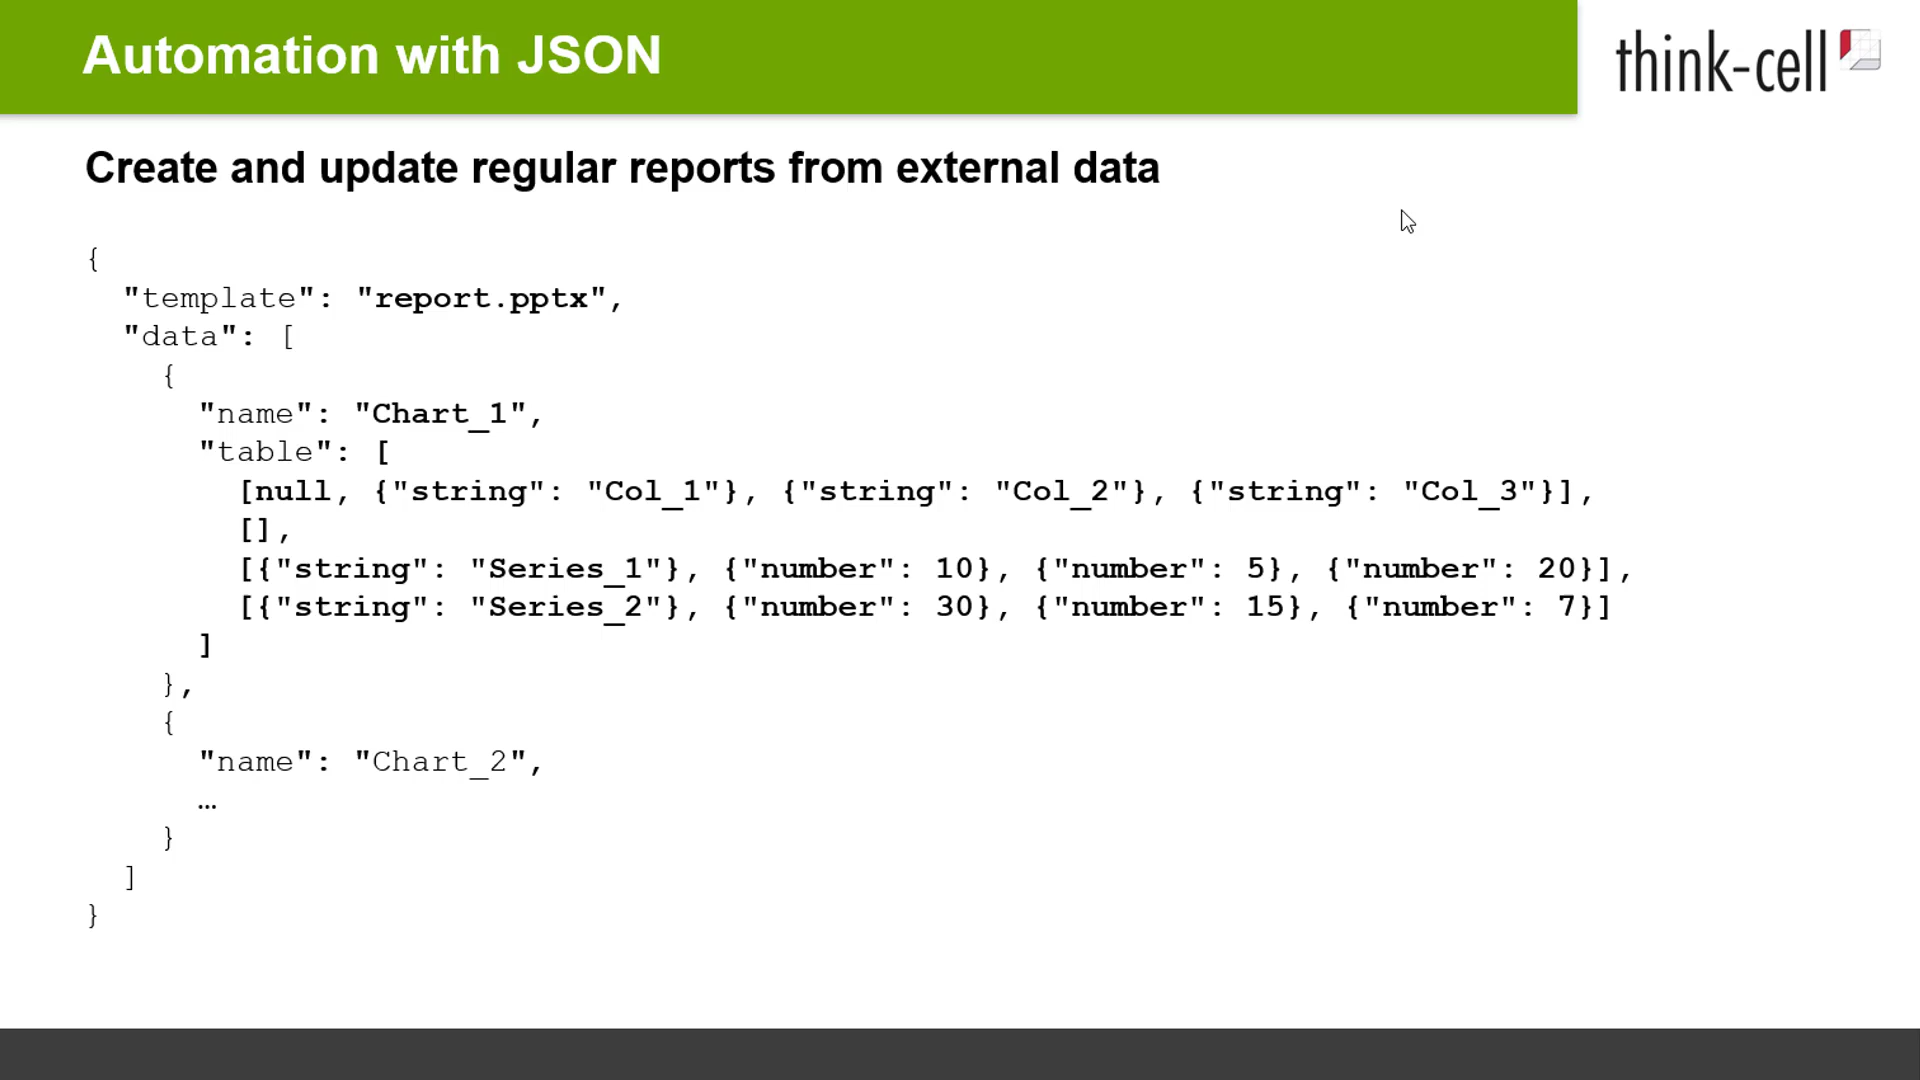 Automation with JSON
think-cell
Create and update regular reports from external data
{
  "template": "report.pptx",
  "data": [
    {
      "name": "Chart_1",
      "table": [
        [null, {"string": "Col_1"}, {"string": "Col_2"}, {"string": "Col_3"}],
        [],
        [{"string": "Series_1"}, {"number": 10}, {"number": 5}, {"number": 20}],
        [{"string": "Series_2"}, {"number": 30}, {"number": 15}, {"number": 7}]
      ]
    },
    {
      "name": "Chart_2",
      …
    }
  ]
}